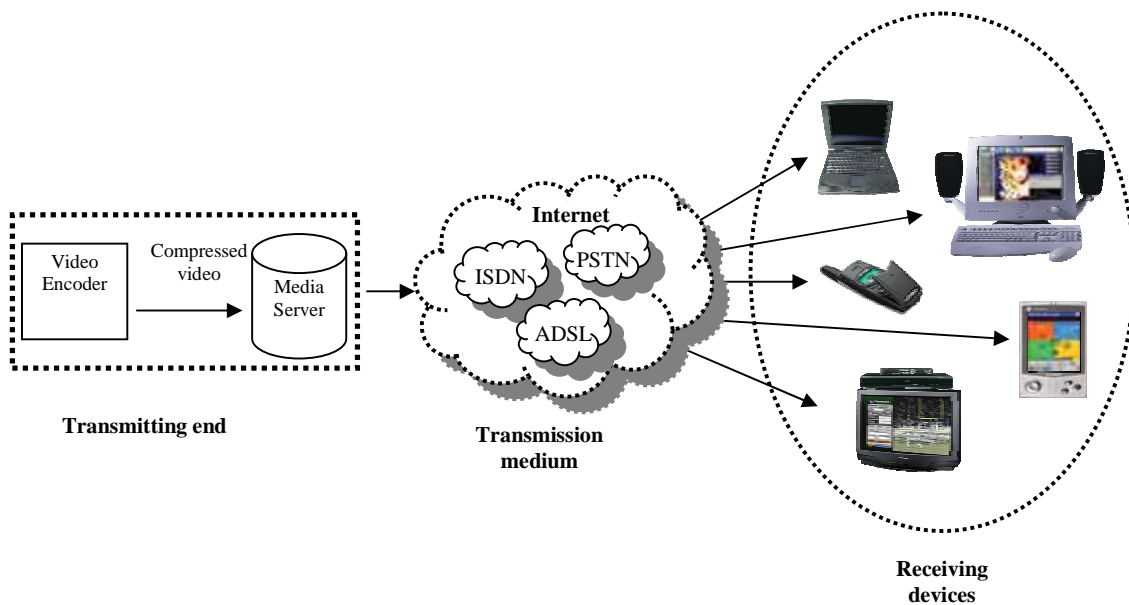 Video
Encoder
Compressed
video
Media
Server
Transmitting end
Internet
ISDN
PSTN
ADSL
Transmission
medium
Receiving
devices